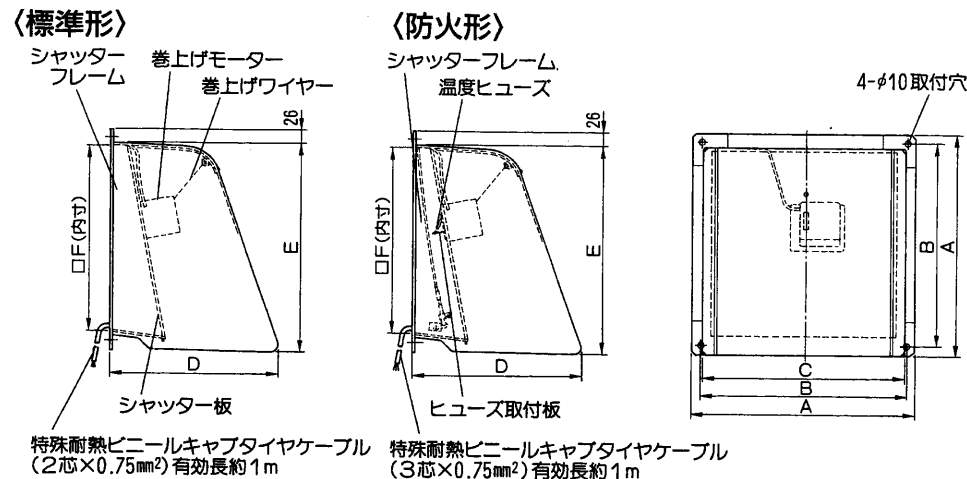 〈標準形〉
シャッター
フレーム
巻上げモーター
巻上げワイヤー
26
□F(内寸)
E
D
シャッター板
特殊耐熱ビニールキャブタイヤケーブル
(2芯×0.75mm²)有効長約1m
〈防火形〉
シャッターフレーム
温度ヒューズ
26
□F(内寸)
E
D
ヒューズ取付板
特殊耐熱ビニールキャブタイヤケーブル
(3芯×0.75mm²)有効長約1m
4-φ10取付穴
B
A
C
B
A